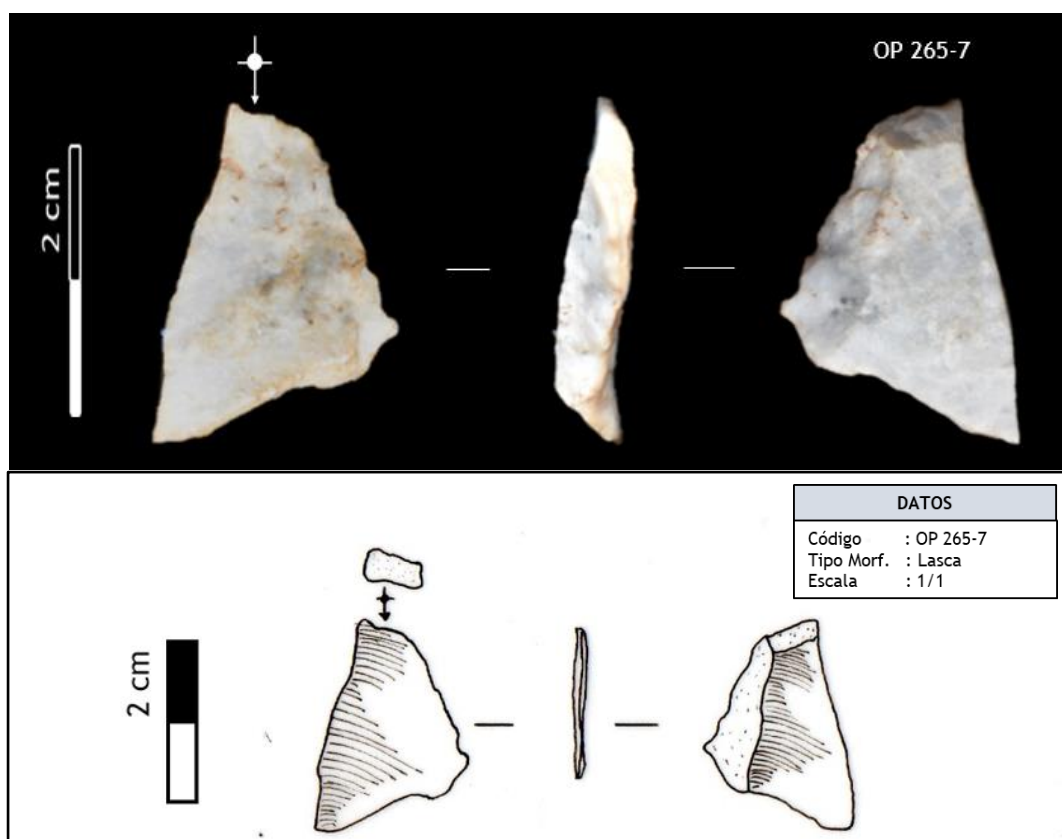 OP 265-7
2 cm
DATOS
Código : OP 265-7
Tipo Morf. : Lasca
Escala : 1/1
2 cm